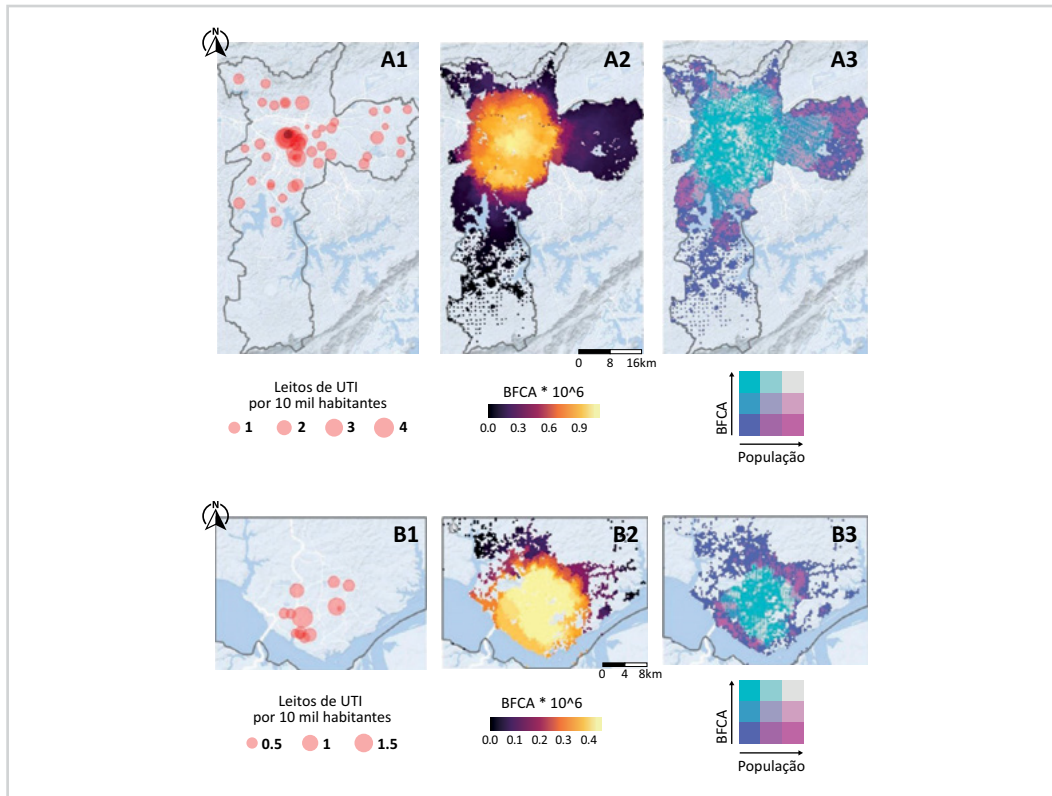 N
A1
A2
A3
0 8 16km
Leitos de UTI
por 10 mil habitantes
1 2 3 4
BFCA * 10^6
0.0 0.3 0.6 0.9
BFCA
População
N
B1
B2
B3
0 4 8km
Leitos de UTI
por 10 mil habitantes
0.5 1 1.5
BFCA * 10^6
0.0 0.1 0.2 0.3 0.4
BFCA
População